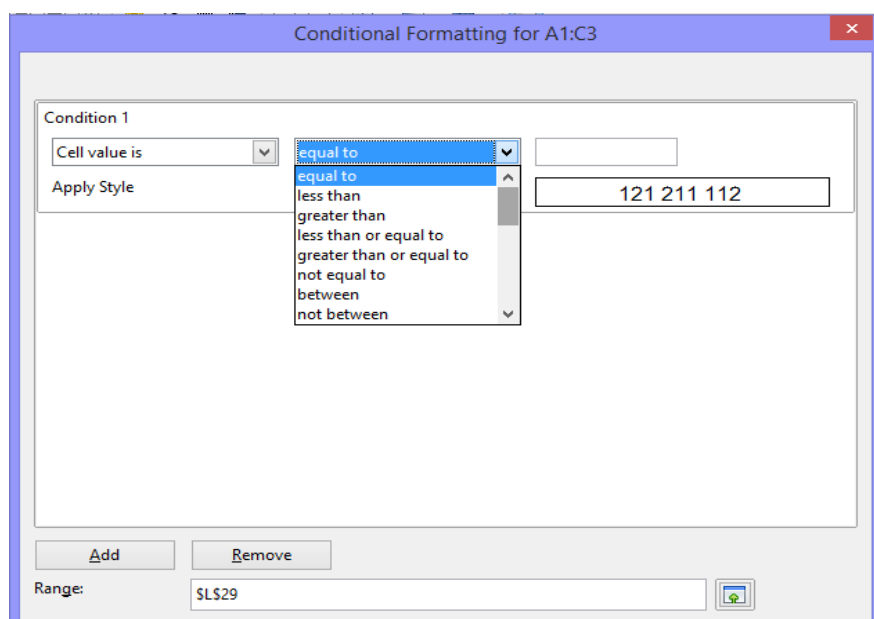 Conditional Formatting for A1:C3
Condition 1
Cell value is
equal to
Apply Style
equal to
less than
greater than
less than or equal to
greater than or equal to
not equal to
between
not between
121 211 112
Add
Remove
Range:
$L$29